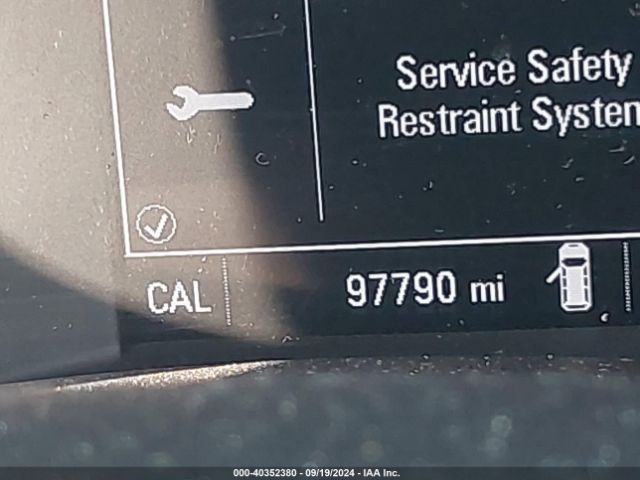 Service Safety
Restraint System
CAL
97790 mi
000-40352380 - 09/19/2024 - IAA Inc.